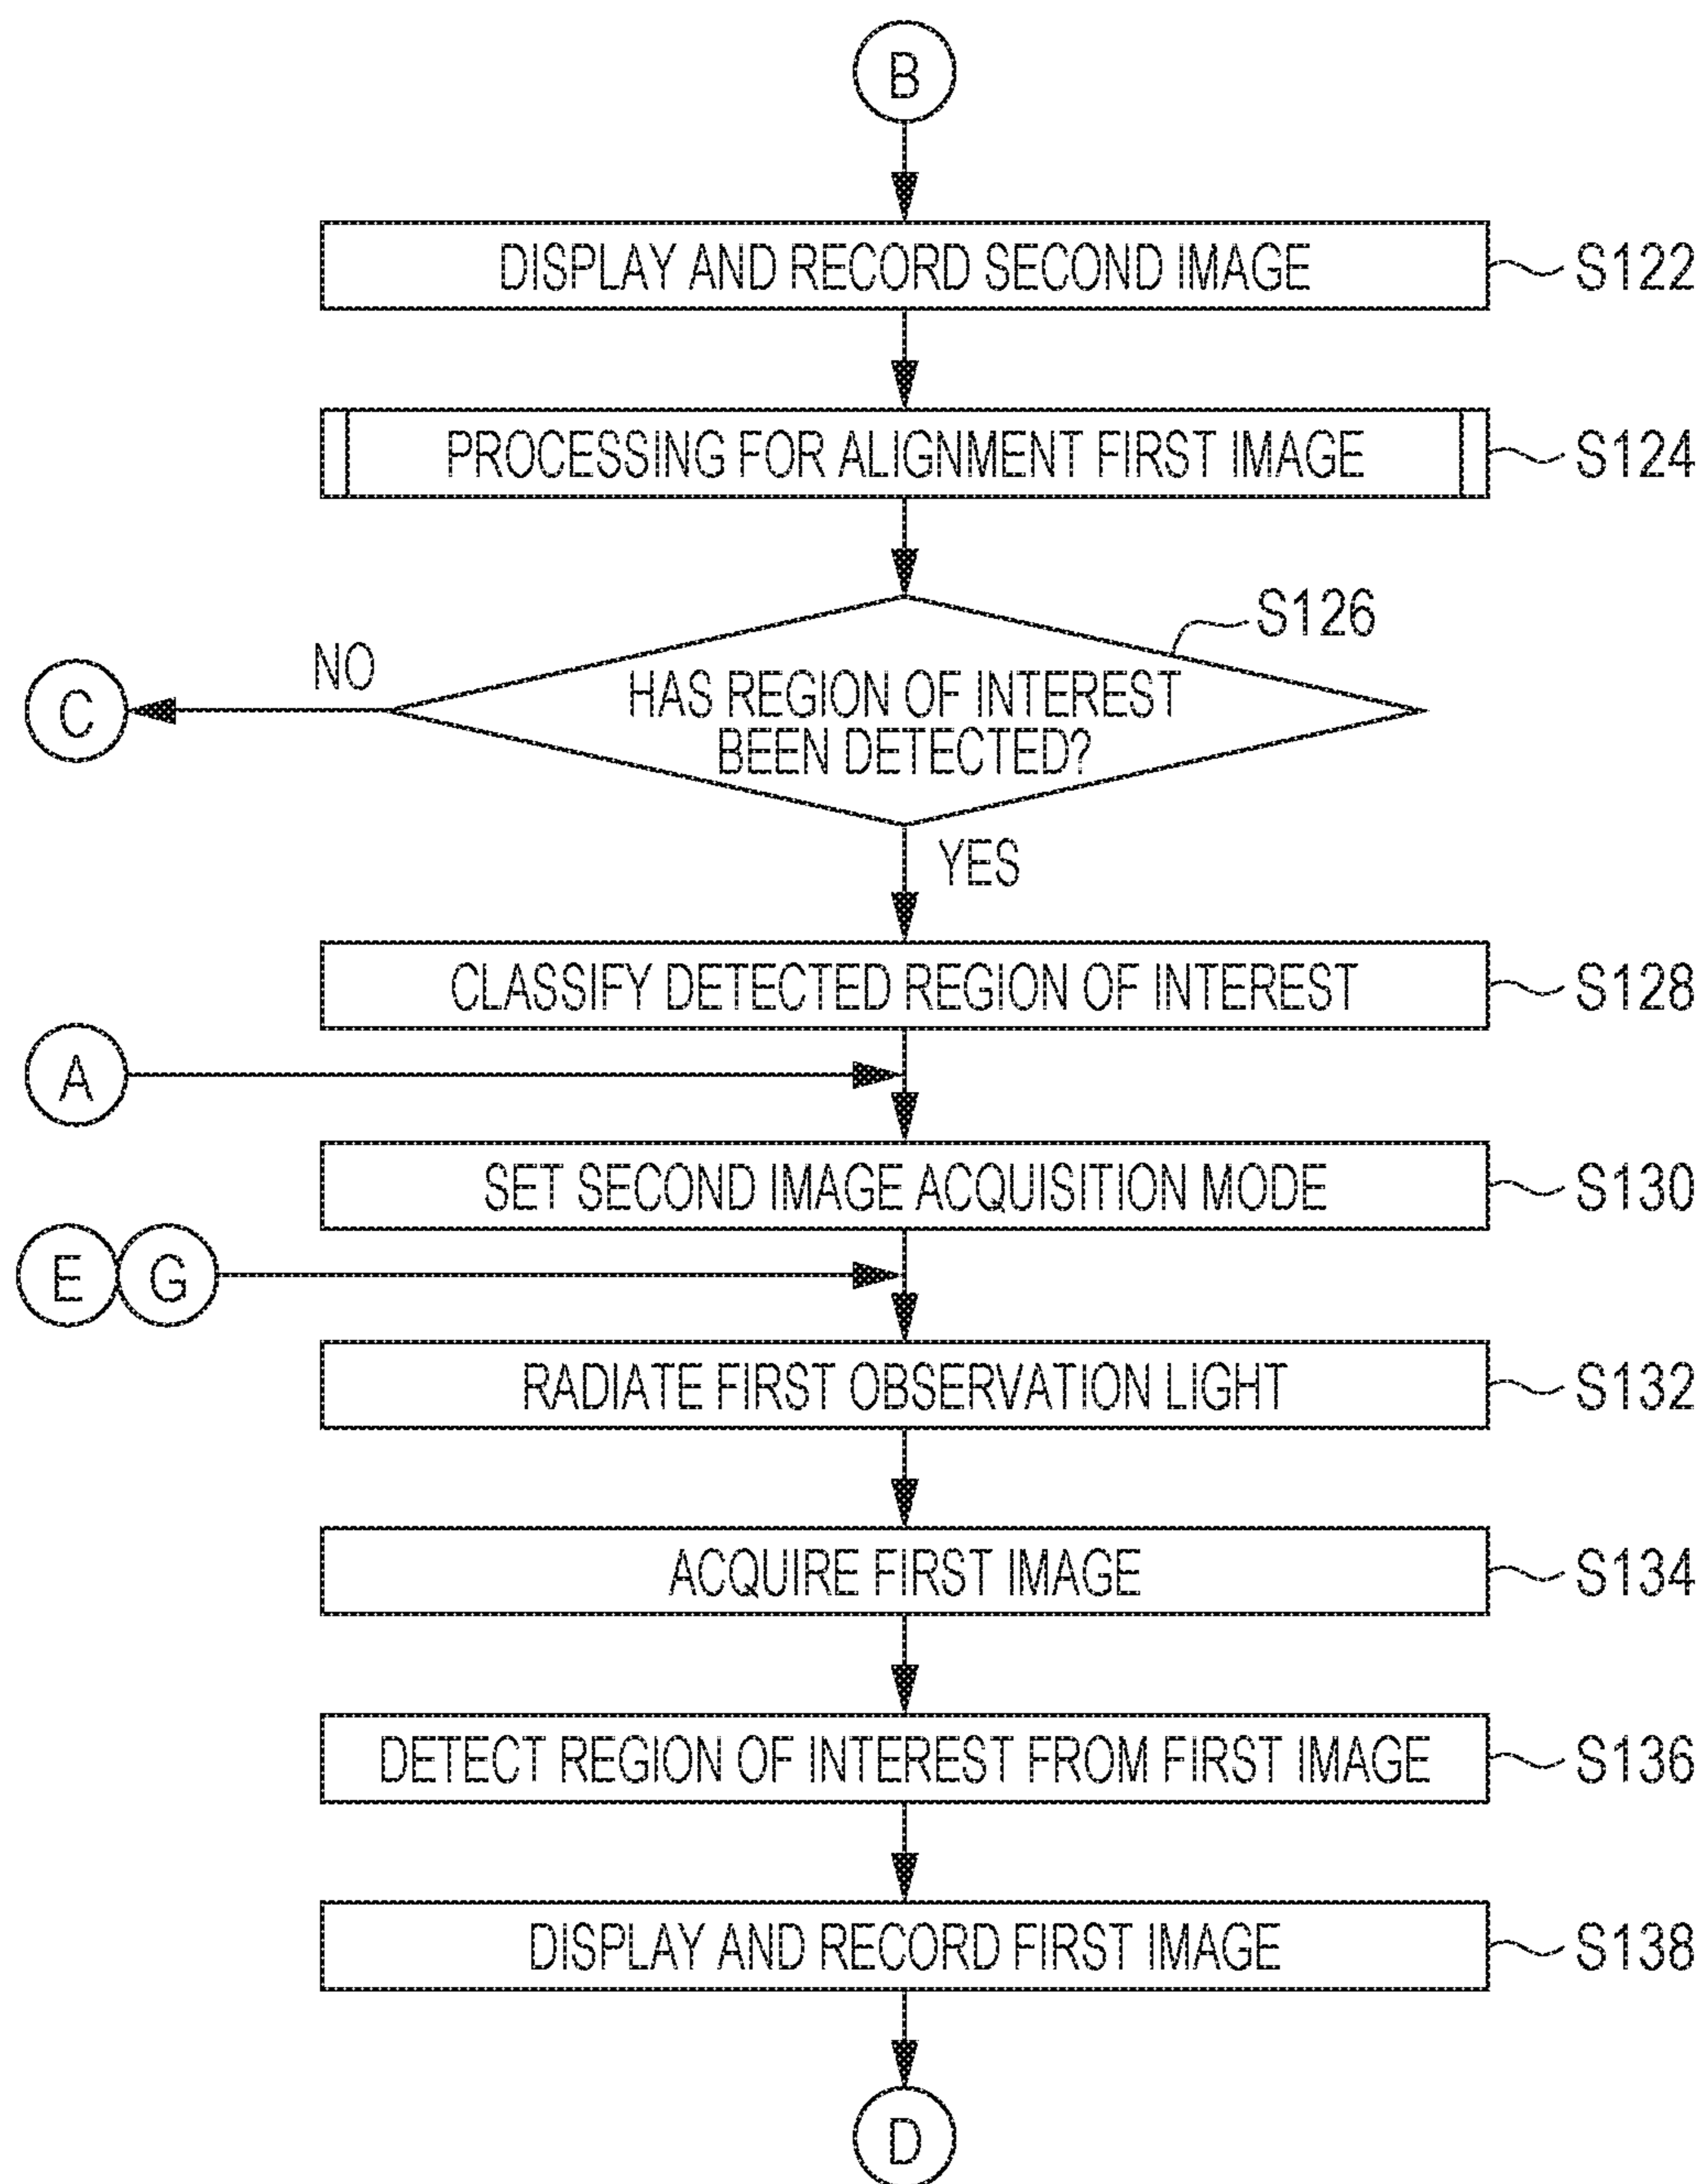 B
DISPLAY AND RECORD SECOND IMAGE
S122
PROCESSING FOR ALIGNMENT FIRST IMAGE
S124
S126
NO
HAS REGION OF INTEREST
BEEN DETECTED?
C
YES
CLASSIFY DETECTED REGION OF INTEREST
S128
A
SET SECOND IMAGE ACQUISITION MODE
S130
E G
RADIATE FIRST OBSERVATION LIGHT
S132
ACQUIRE FIRST IMAGE
S134
DETECT REGION OF INTEREST FROM FIRST IMAGE
S136
DISPLAY AND RECORD FIRST IMAGE
S138
D